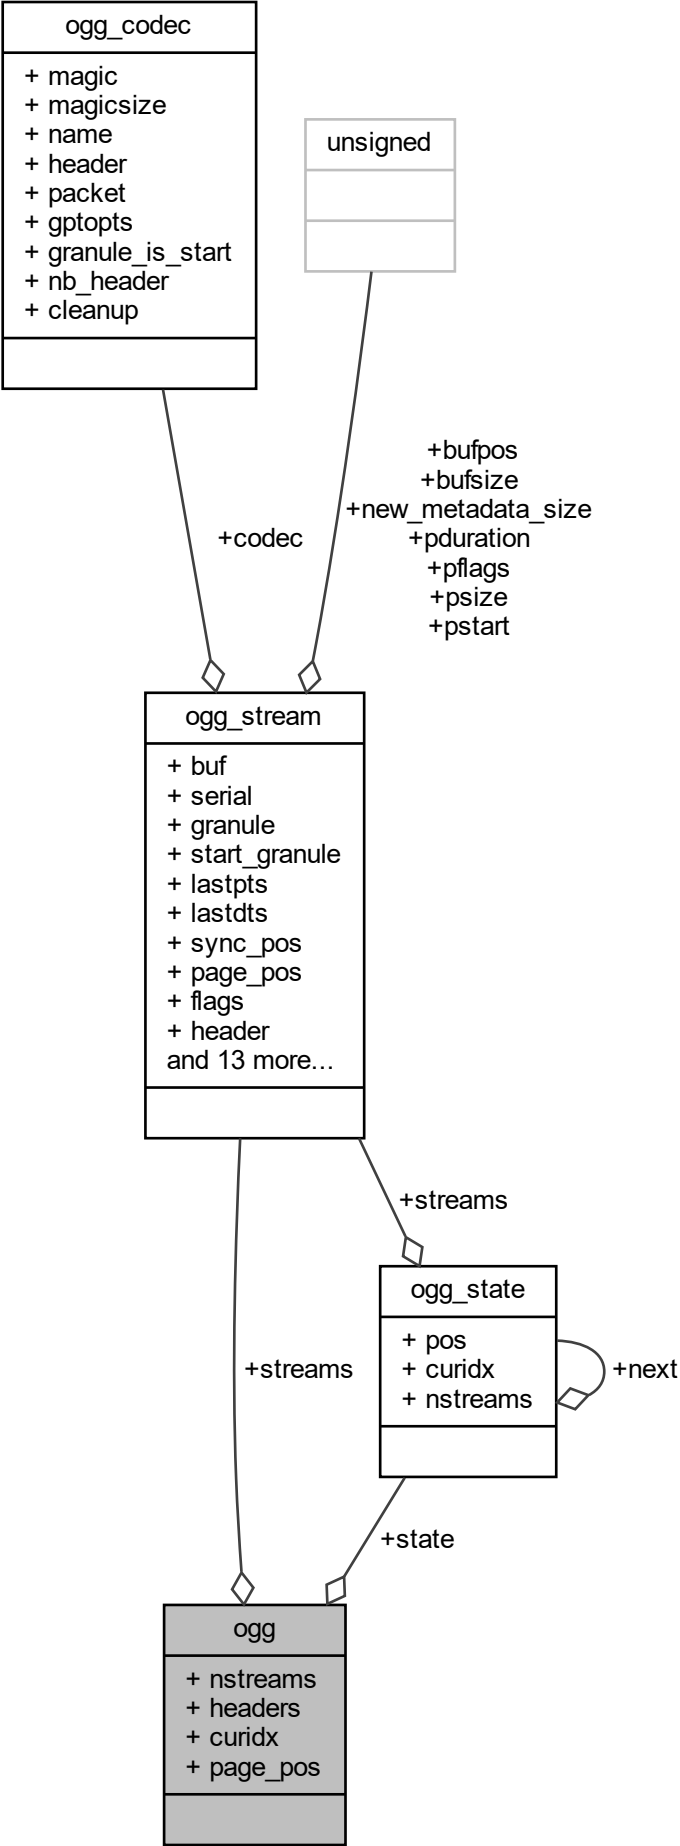 ogg_codec
+ magic
+ magicsize
+ name
+ header
+ packet
+ gptopts
+ granule_is_start
+ nb_header
+ cleanup
unsigned
+codec
+bufpos
+bufsize
+new_metadata_size
+pduration
+pflags
+psize
+pstart
ogg_stream
+ buf
+ serial
+ granule
+ start_granule
+ lastpts
+ lastdts
+ sync_pos
+ page_pos
+ flags
+ header
and 13 more...
+streams
ogg_state
+ pos
+ curidx
+ nstreams
+next
+streams
+state
ogg
+ nstreams
+ headers
+ curidx
+ page_pos